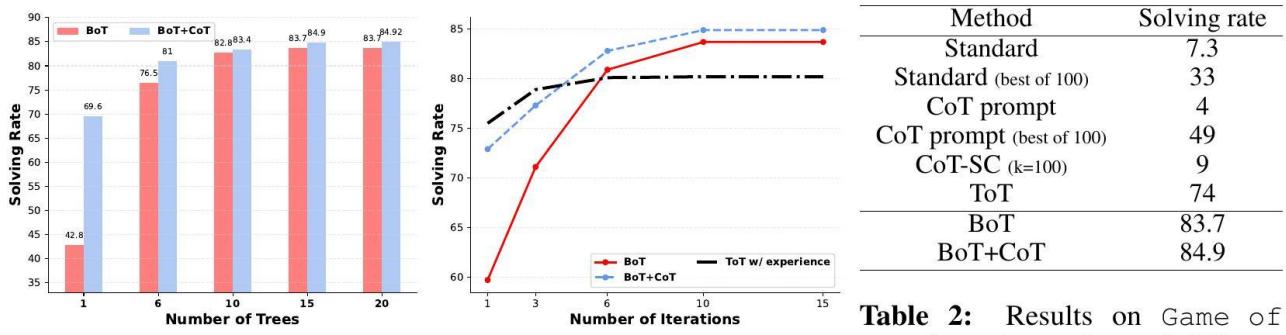 90
85
80
75
70
65
60
55
50
45
40
35
Solving Rate
BoT
BoT+CoT
42.8
69.6
76.5
81
82.8
83.4
83.7
84.9
83.7
84.92
1
6
10
15
20
Number of Trees
85
80
75
70
65
60
Solving Rate
BoT
BoT+CoT
ToT w/ experience
1
3
6
10
15
Number of Iterations
Method Solving rate
Standard 7.3
Standard (best of 100) 33
CoT prompt 4
CoT prompt (best of 100) 49
CoT-SC (k=100) 9
ToT 74
BoT 83.7
BoT+CoT 84.9
Table 2: Results on Game of